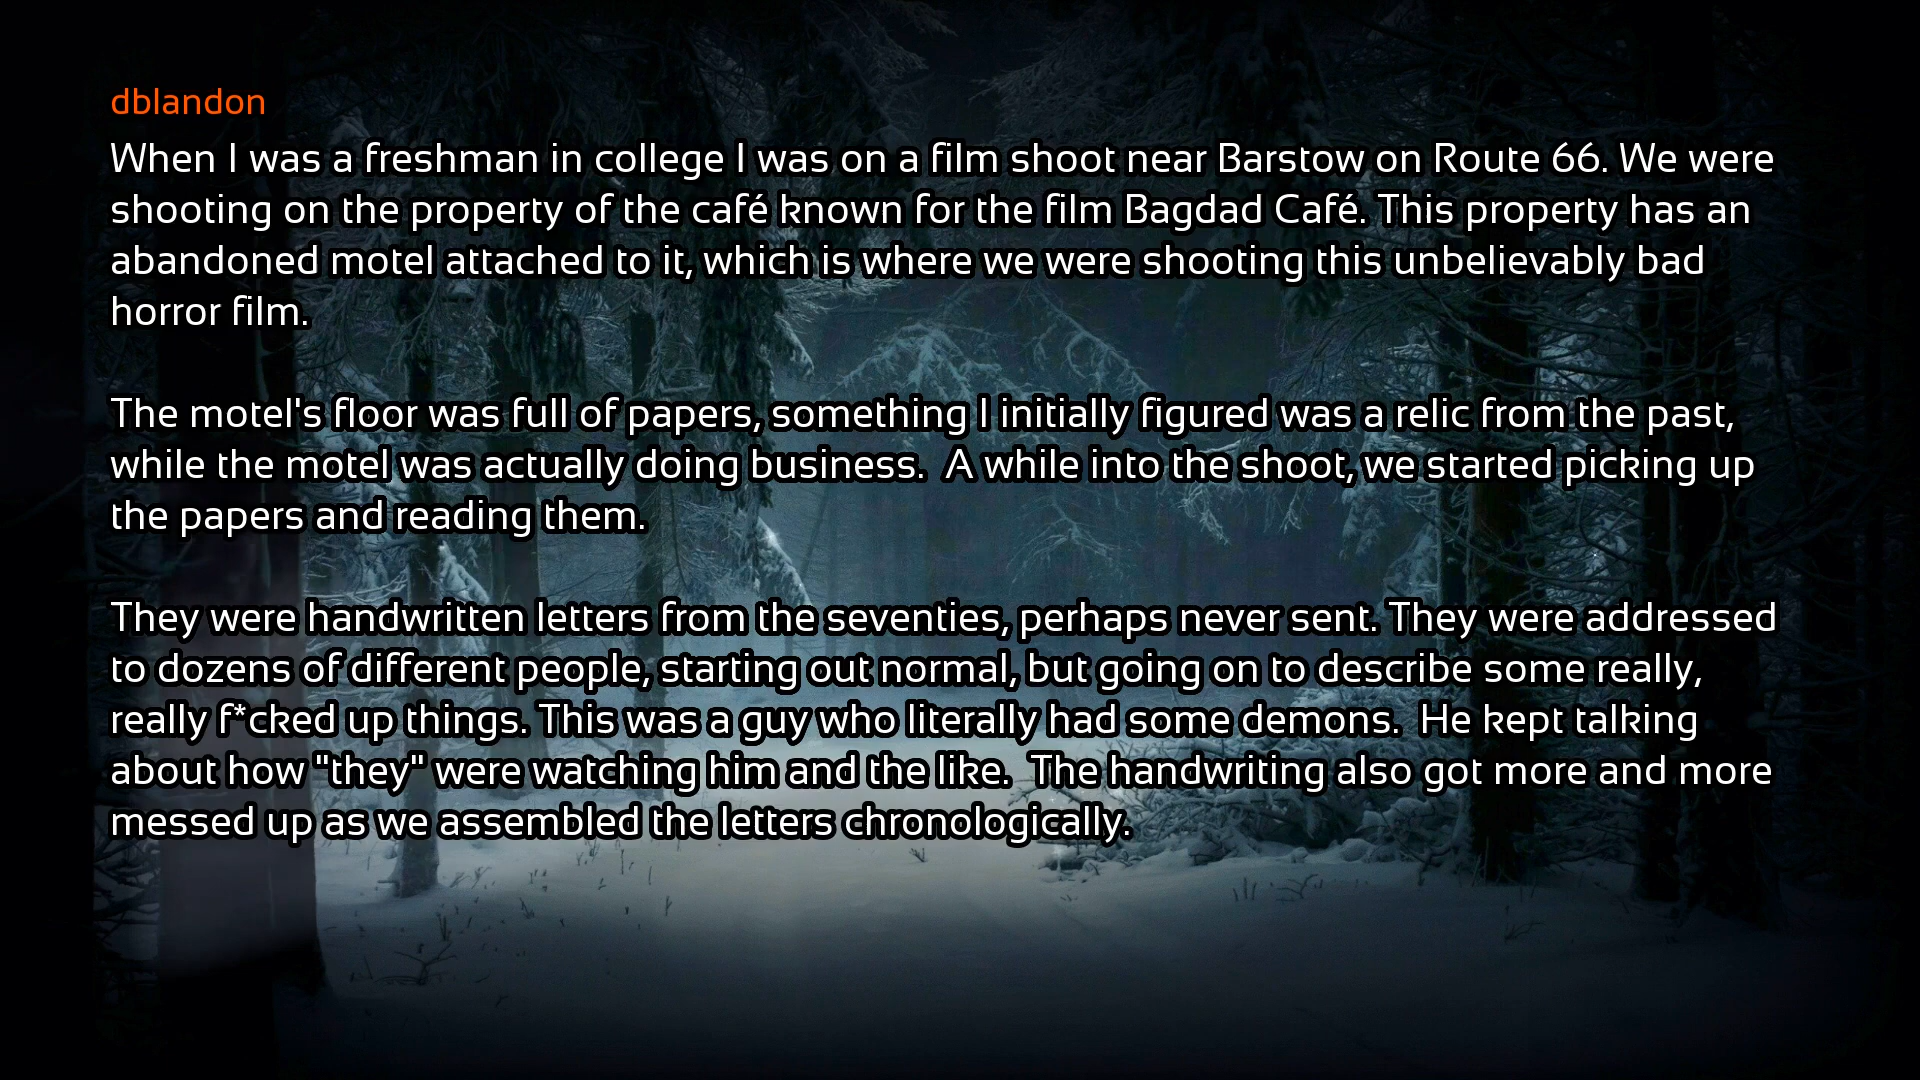 dblandon
When I was a freshman in college I was on a film shoot near Barstow on Route 66. We were
shooting on the property of the café known for the film Bagdad Café. This property has an
abandoned motel attached to it, which is where we were shooting this unbelievably bad
horror film.
The motel's floor was full of papers, something I initially figured was a relic from the past,
while the motel was actually doing business.  A while into the shoot, we started picking up
the papers and reading them.
They were handwritten letters from the seventies, perhaps never sent. They were addressed
to dozens of different people, starting out normal, but going on to describe some really,
really f*cked up things. This was a guy who literally had some demons.  He kept talking
about how "they" were watching him and the like.  The handwriting also got more and more
messed up as we assembled the letters chronologically.